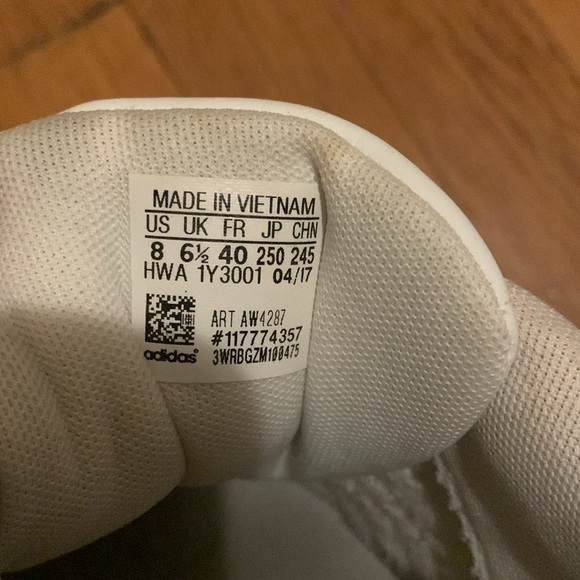 MADE IN VIETNAM
US UK FR JP CHN
8 6½ 40 250 245
HWA 1Y3001 04/17
ART AW4287
#117774357
adidas® 3WRBGZM100475